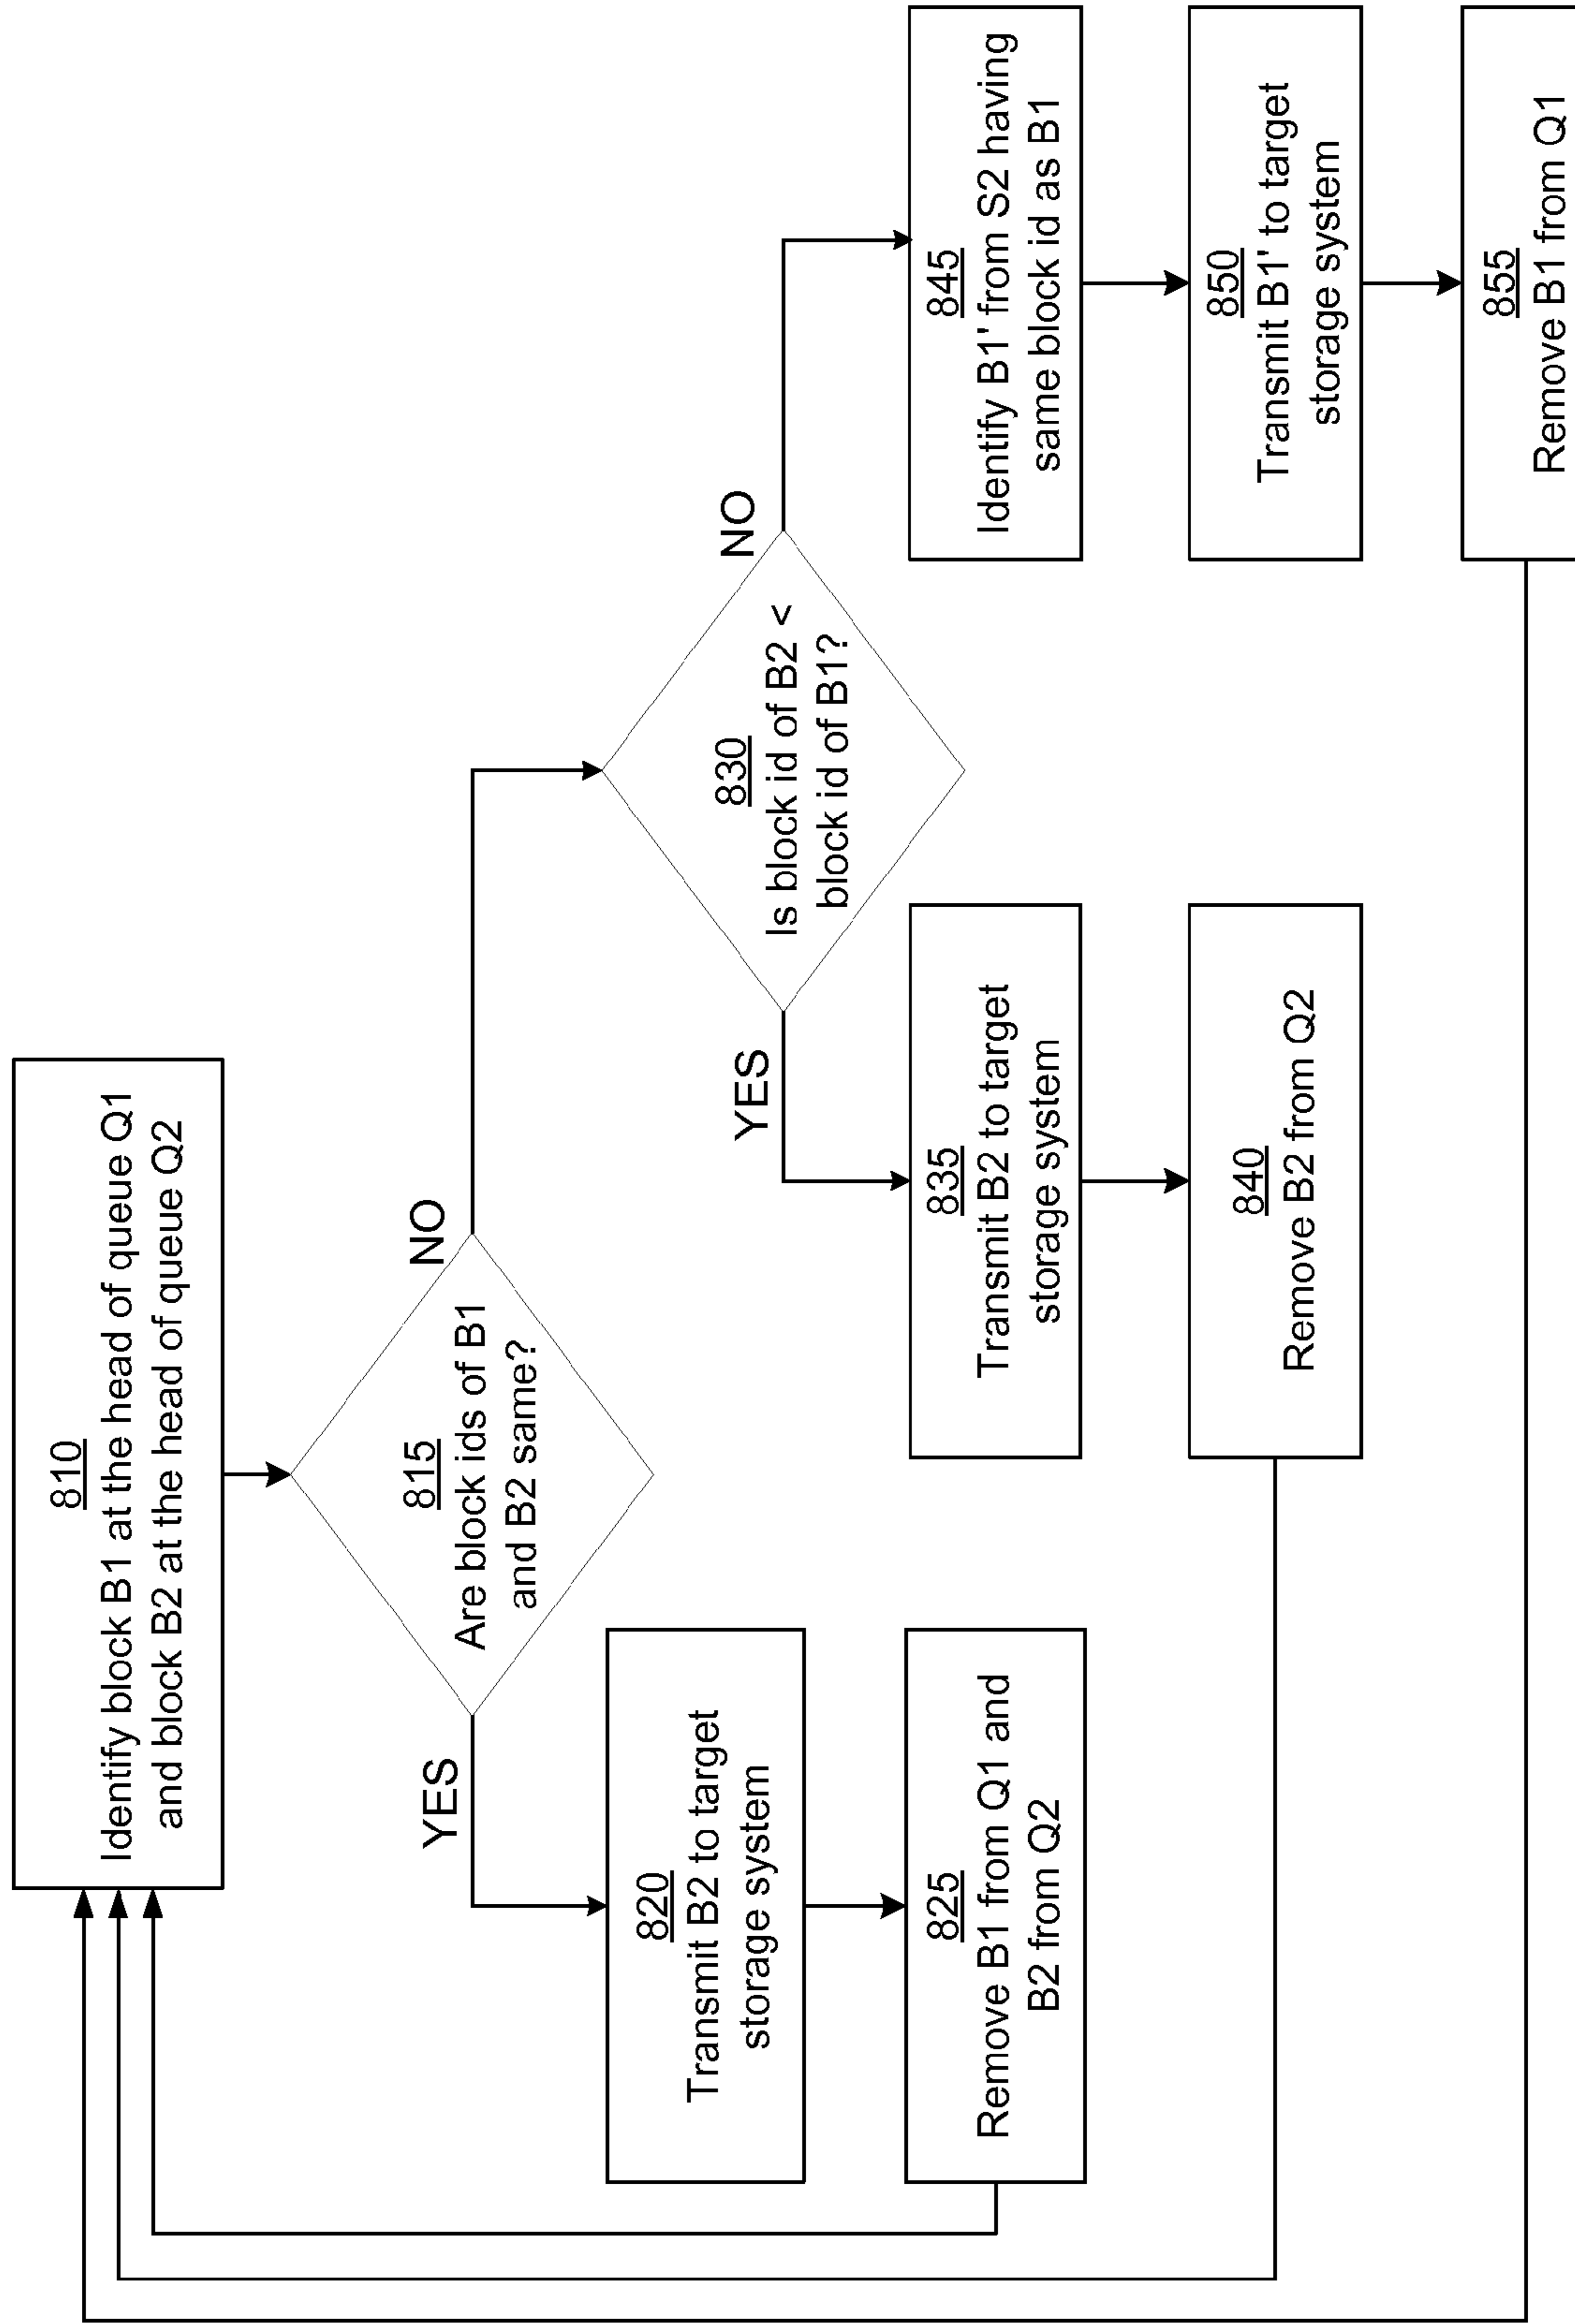 810
Identify block B1 at the head of queue Q1
and block B2 at the head of queue Q2
815
Are block ids of B1
and B2 same?
YES
NO
820
Transmit B2 to target
storage system
825
Remove B1 from Q1 and
B2 from Q2
830
Is block id of B2 <
block id of B1?
YES
NO
835
Transmit B2 to target
storage system
840
Remove B2 from Q2
845
Identify B1' from S2 having
same block id as B1
850
Transmit B1' to target
storage system
855
Remove B1 from Q1